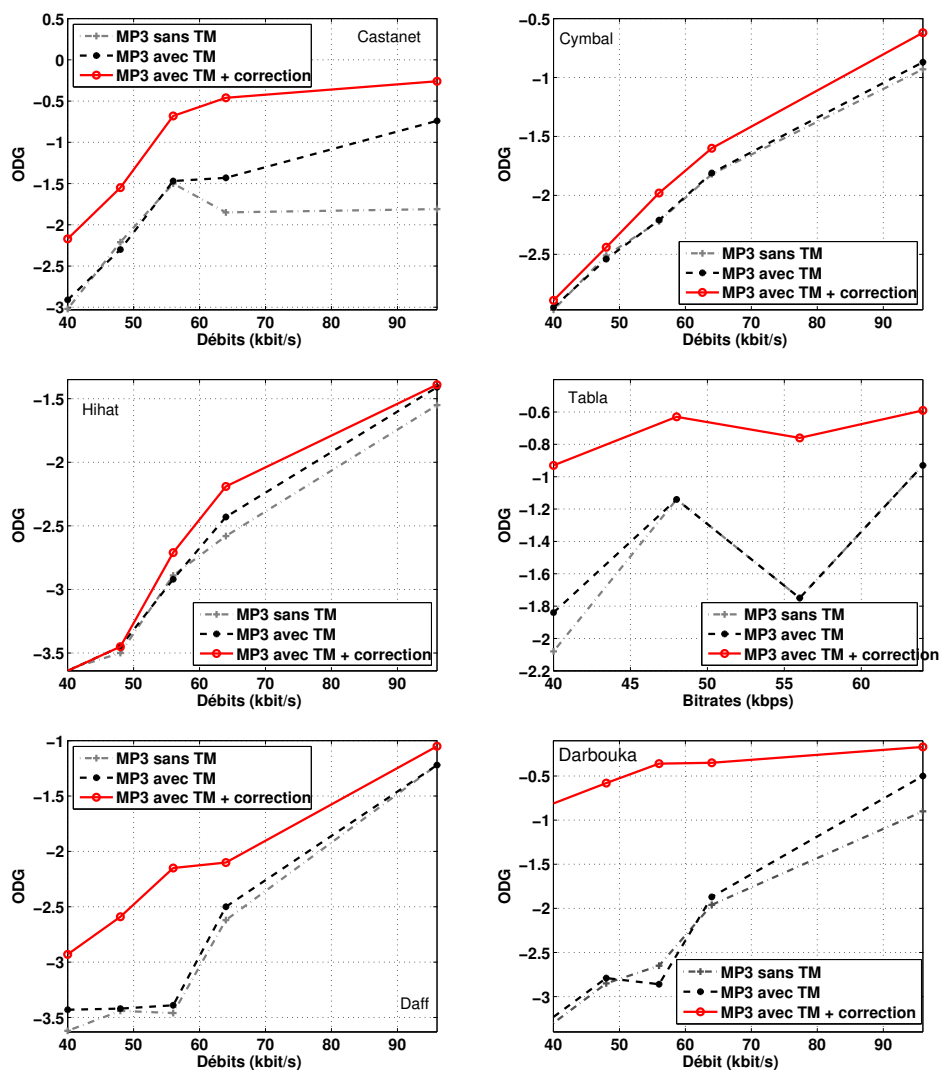 0.5
0
−0.5
−1
−1.5
−2
−2.5
−3
ODG
MP3 sans TM
MP3 avec TM
MP3 avec TM + correction
Castanet
40 50 60 70 80 90
Débits (kbit/s)
−1
−1.5
−2
−2.5
ODG
Cymbal
MP3 sans TM
MP3 avec TM
MP3 avec TM + correction
40 50 60 70 80 90
Débits (kbit/s)
−1.5
−2
−2.5
−3
−3.5
ODG
Hihat
MP3 sans TM
MP3 avec TM
MP3 avec TM + correction
40 50 60 70 80 90
Débits (kbit/s)
−0.6
−0.8
−1
−1.2
−1.4
−1.6
−1.8
−2
−2.2
ODG
Tabla
MP3 sans TM
MP3 avec TM
MP3 avec TM + correction
40 45 50 55 60
Bitrates (kbps)
−1
−1.5
−2
−2.5
−3
−3.5
ODG
MP3 sans TM
MP3 avec TM
MP3 avec TM + correction
Daff
40 50 60 70 80 90
Débits (kbit/s)
−0.5
−1
−1.5
−2
−2.5
−3
ODG
Darbouka
MP3 sans TM
MP3 avec TM
MP3 avec TM + correction
40 50 60 70 80 90
Débit (kbit/s)